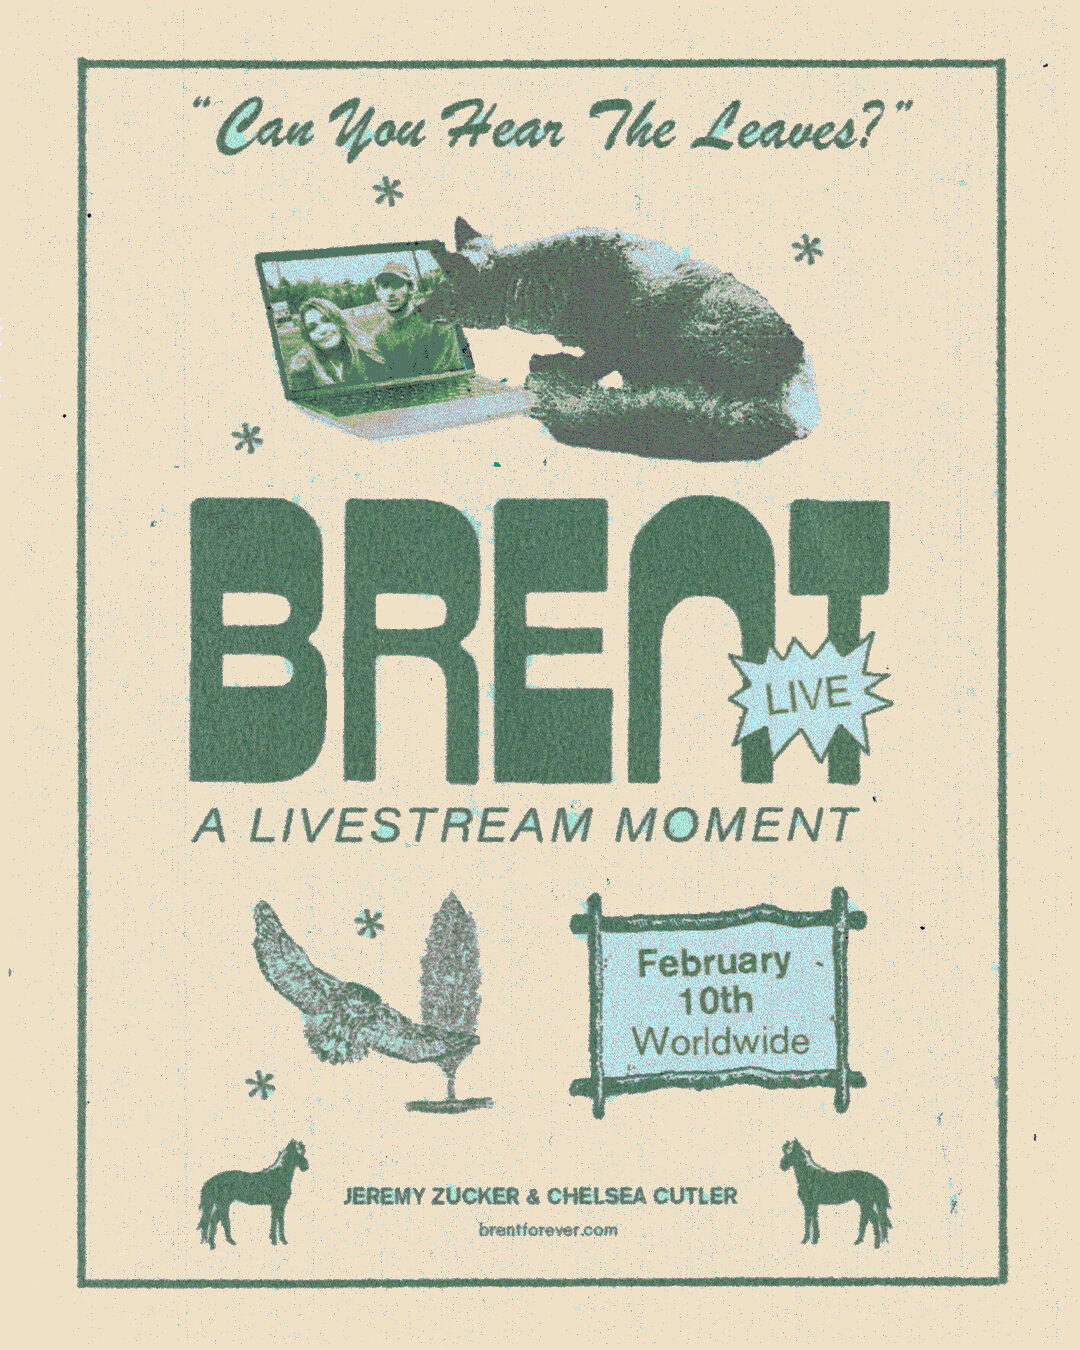 “Can You Hear The Leaves?”
BRENT
LIVE
A LIVESTREAM MOMENT
February
10th
Worldwide
JEREMY ZUCKER & CHELSEA CUTLER
brentforever.com